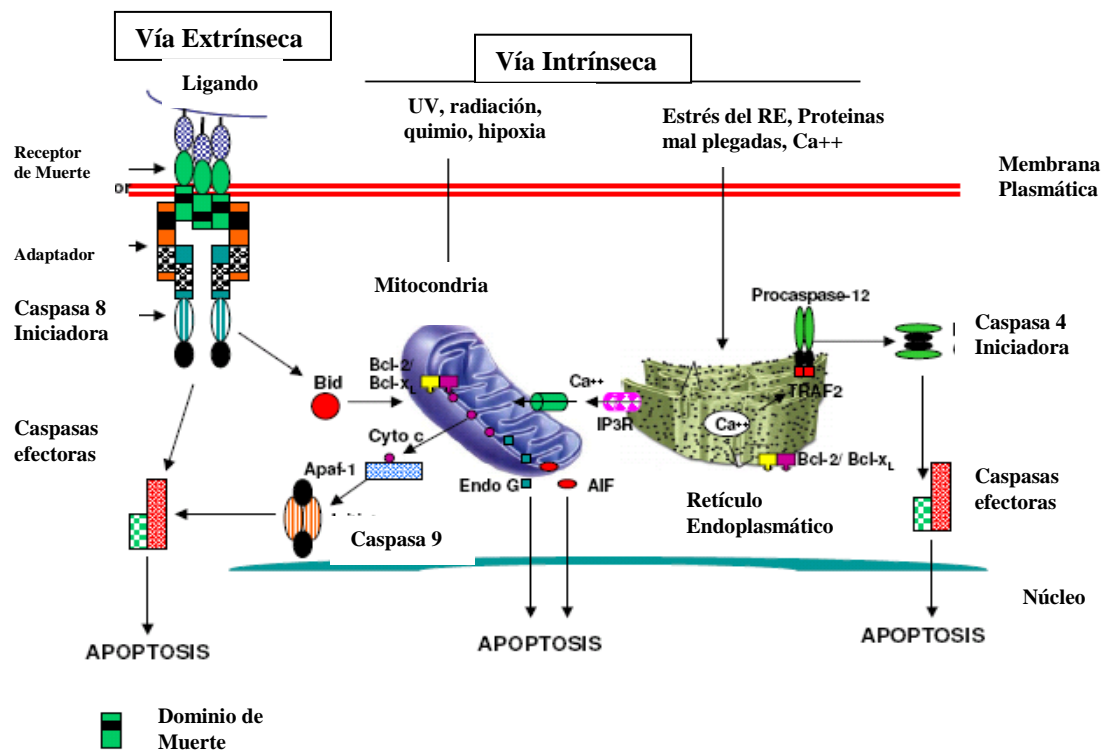 Vía Extrínseca
Vía Intrínseca
Ligando
UV, radiación,
quimio, hipoxia
Estrés del RE, Proteinas
mal plegadas, Ca++
Receptor
de Muerte
or
Membrana
Plasmática
Adaptador
Mitocondria
Procaspase-12
Caspasa 8
Iniciadora
Caspasa 4
Iniciadora
Bcl-2/
Bcl-xL
Bid
Ca++
IP3R
TRAF2
Ca++
Caspasas
efectoras
Cyto c
Apaf-1
Endo G
AIF
Bcl-2/ Bcl-xL
Retículo
Endoplasmático
Caspasas
efectoras
Caspasa 9
Núcleo
APOPTOSIS
APOPTOSIS
APOPTOSIS
Dominio de
Muerte